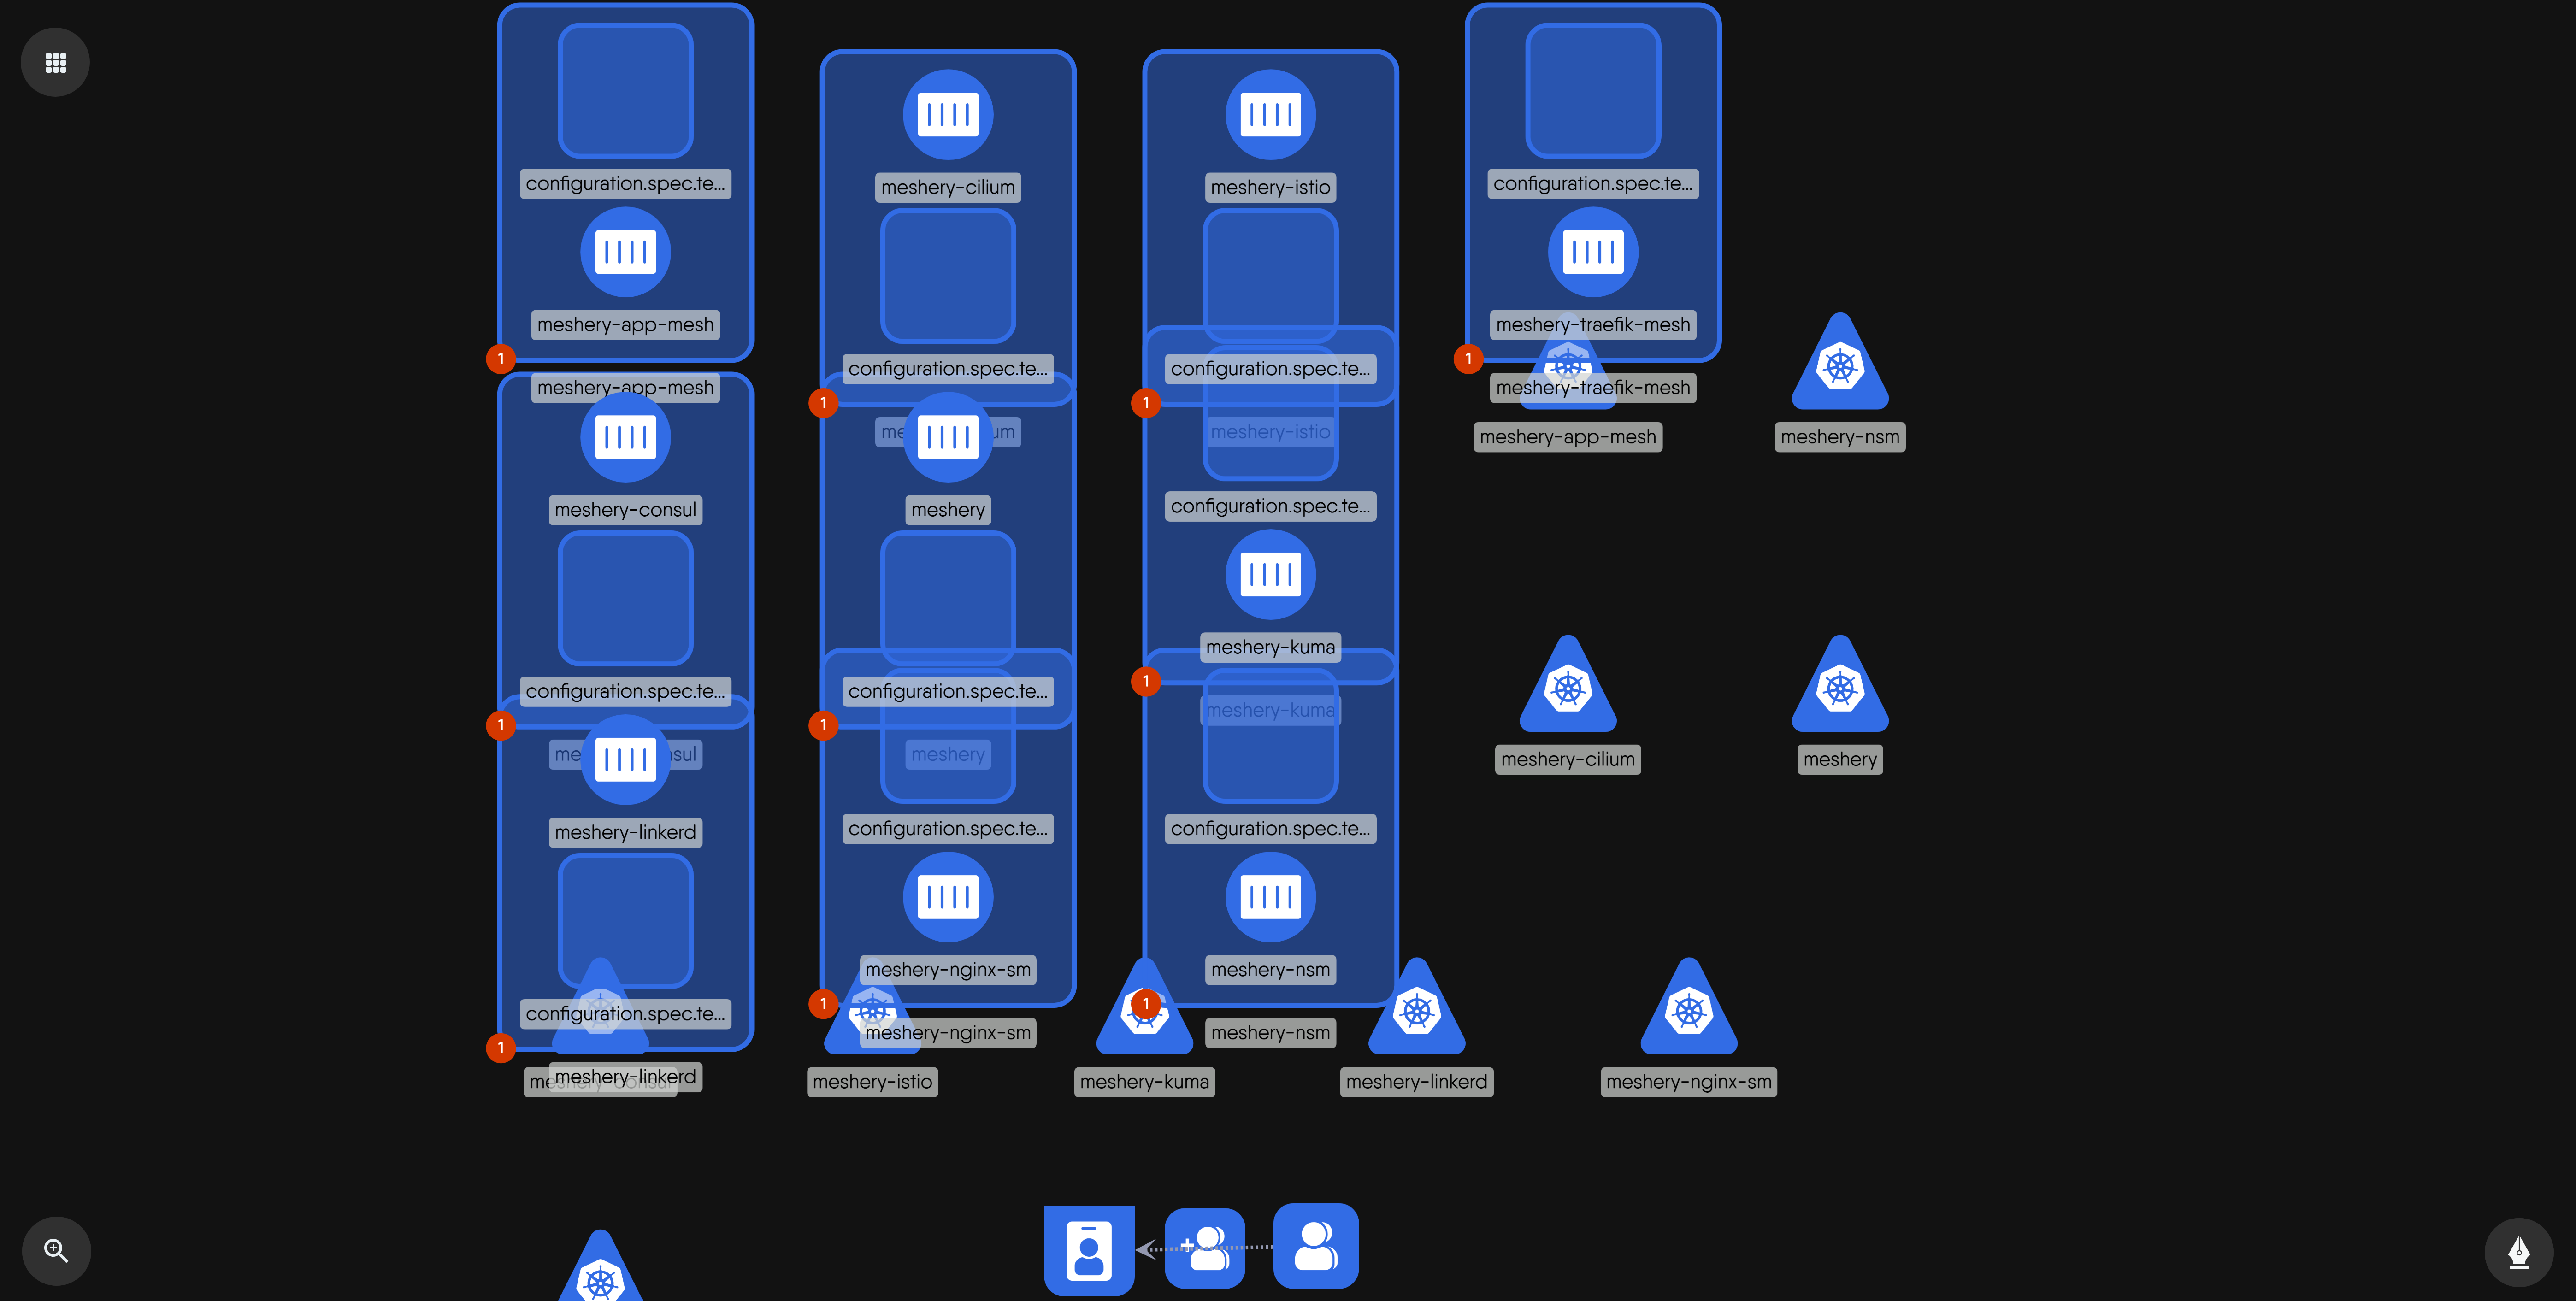 configuration.spec.te...
meshery-app-mesh
1
meshery-app-mesh
meshery-consul
configuration.spec.te...
1
meshery-linkerd
configuration.spec.te...
1
meshery-linkerd
meshery-cilium
configuration.spec.te...
1
meshery
configuration.spec.te...
1
meshery
configuration.spec.te...
meshery-nginx-sm
1
meshery-nginx-sm
meshery-istio
meshery-istio
configuration.spec.te...
1
meshery-istio
configuration.spec.te...
meshery-kuma
1
meshery-kuma
configuration.spec.te...
meshery-nsm
1
meshery-nsm
meshery-kuma
configuration.spec.te...
meshery-traefik-mesh
1
meshery-traefik-mesh
meshery-app-mesh
meshery-nsm
meshery-cilium
meshery
meshery-linkerd
meshery-nginx-sm